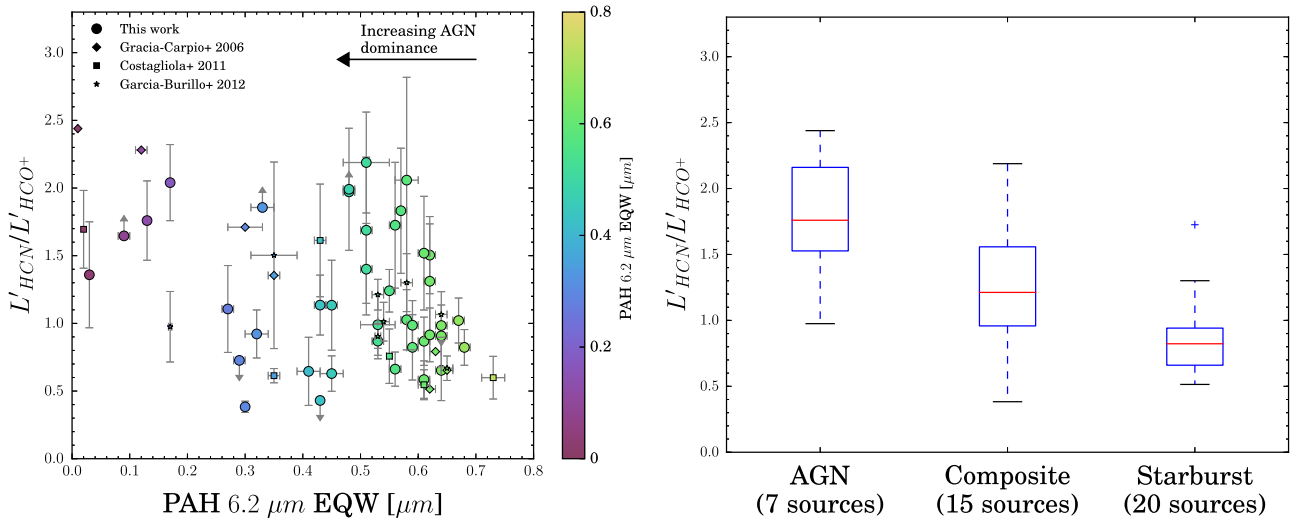 This work
Gracia-Carpio+ 2006
Costagliola+ 2011
Garcia-Burillo+ 2012
Increasing AGN
dominance
3.0
2.5
2.0
1.5
1.0
0.5
0.0
L'HCN/L'HCO+
0.0 0.1 0.2 0.3 0.4 0.5 0.6 0.7 0.8
PAH 6.2 μm EQW [μm]
0.8
0.6
0.4
0.2
0
PAH 6.2 μm EQW [μm]
3.0
2.5
2.0
1.5
1.0
0.5
0.0
L'HCN/L'HCO+
AGN
(7 sources)
Composite
(15 sources)
Starburst
(20 sources)